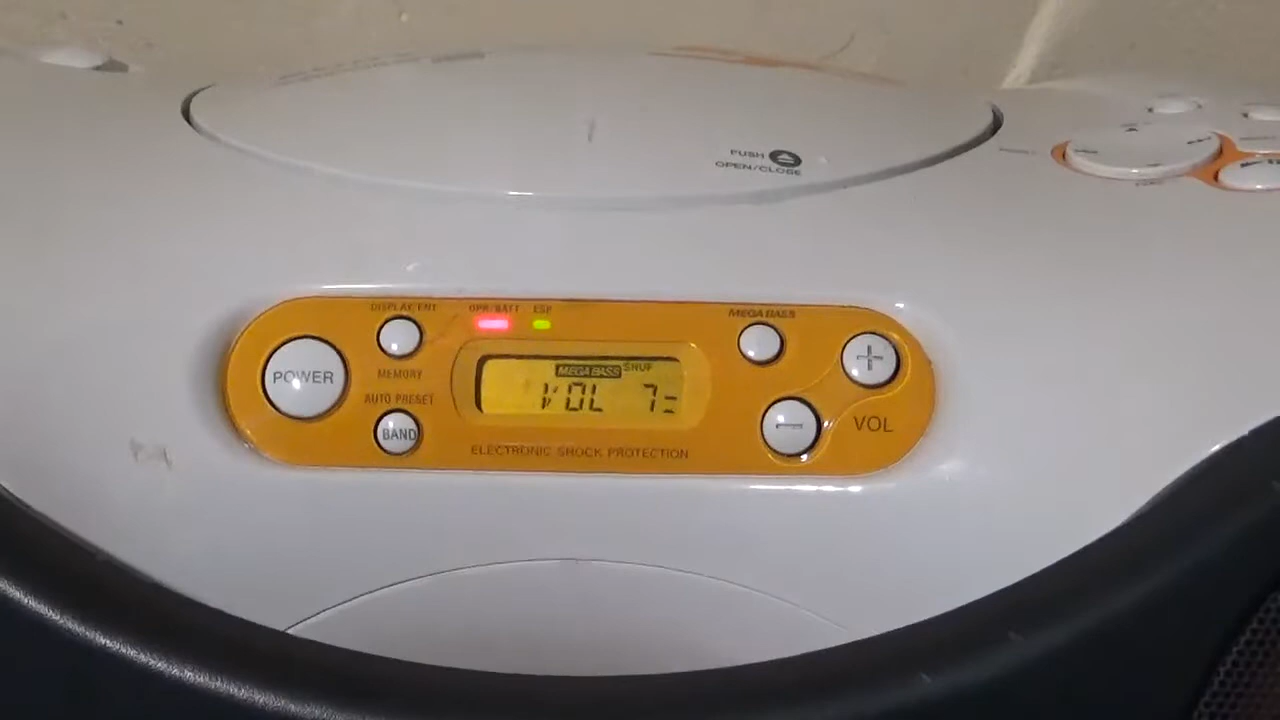 PUSH
OPEN/CLOSE
DISPLAY ENT
OPR/BATT ESP
MEGA BASS
POWER
MEMORY
AUTO PRESET
BAND
MEGA BASS SHUF
VOL 7
+
−
VOL
ELECTRONIC SHOCK PROTECTION